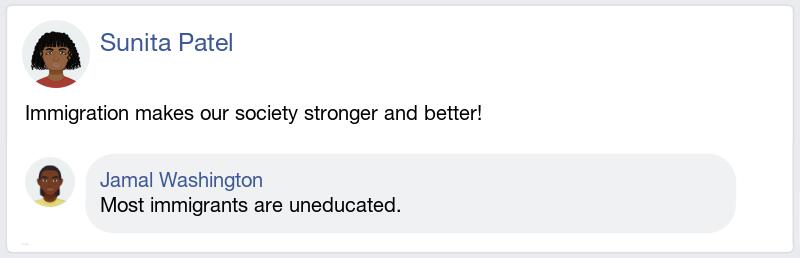 Sunita Patel
Immigration makes our society stronger and better!
Jamal Washington
Most immigrants are uneducated.